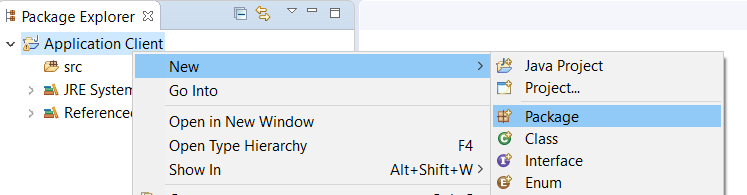 Package Explorer
Application Client
src
JRE System
Reference
New
Go Into
Open in New Window
Open Type Hierarchy F4
Show In Alt+Shift+W
Java Project
Project...
Package
Class
Interface
Enum